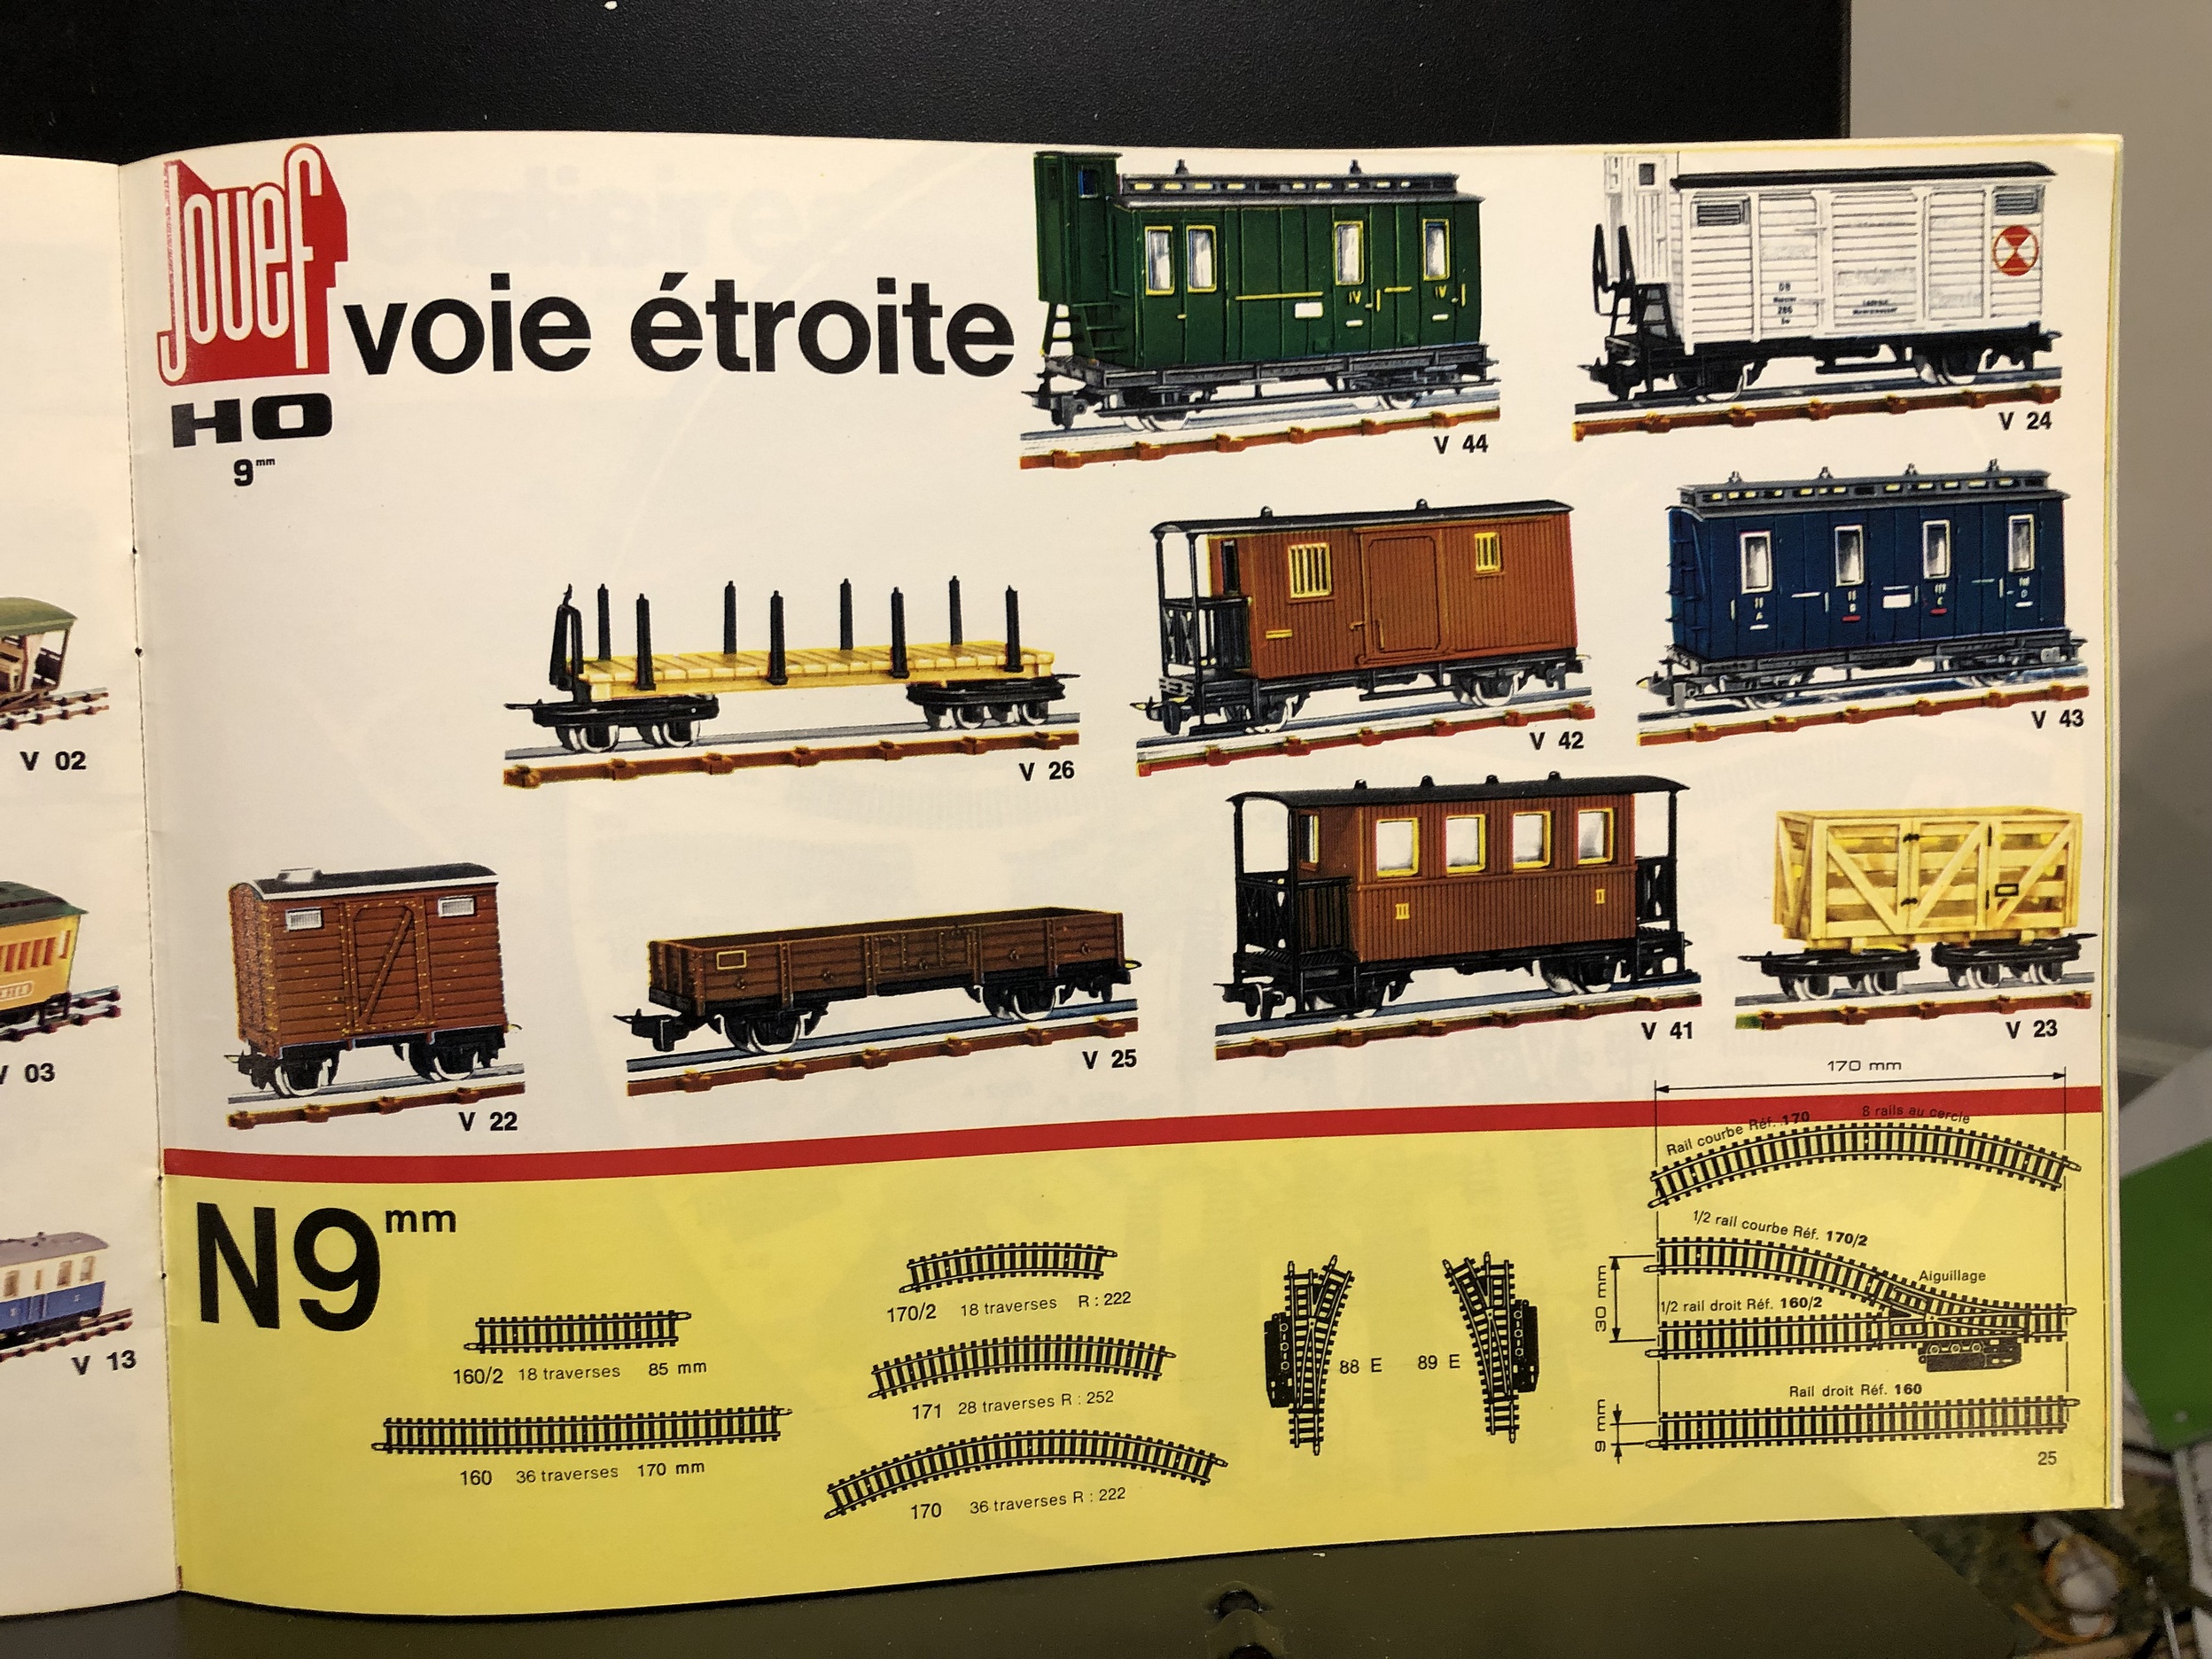 Jouef
voie étroite
HO
9mm
V 44
V 24
V 26
V 42
V 43
V 22
V 25
V 41
V 23
III
II
IV
IV
V 02
V 03
V 13
170 mm
Rail courbe Réf. 170
8 rails au cercle
N9mm
160/2 18 traverses 85 mm
160 36 traverses 170 mm
170/2 18 traverses R : 222
171 28 traverses R : 252
170 36 traverses R : 222
88 E
89 E
1/2 rail courbe Réf. 170/2
Aiguillage
30 mm
1/2 rail droit Réf. 160/2
Rail droit Réf. 160
9 mm
25